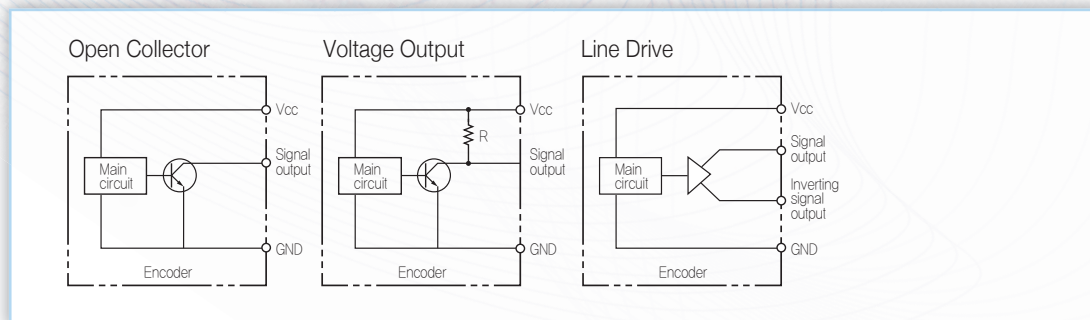 Open Collector
Vcc
Main
circuit
Signal
output
GND
Encoder
Voltage Output
Vcc
R
Main
circuit
Signal
output
GND
Encoder
Line Drive
Vcc
Main
circuit
Signal
output
Inverting
signal
output
GND
Encoder